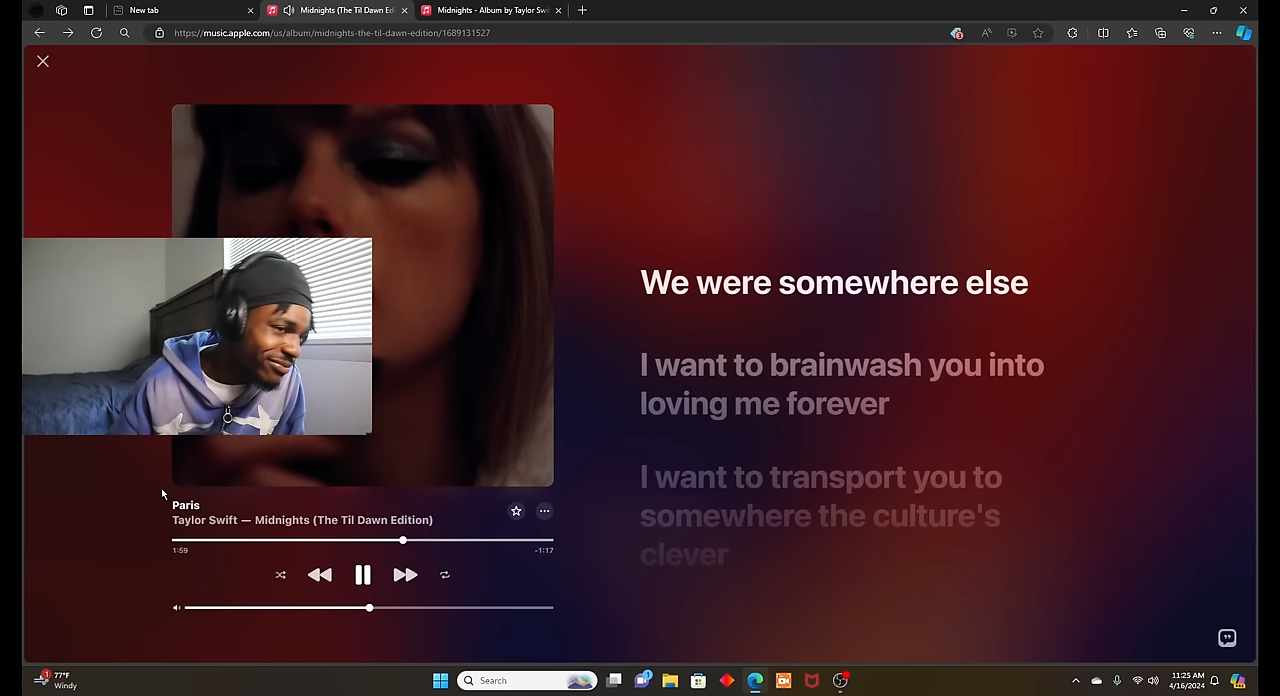 New tab
Midnights (The Til Dawn Ed
Midnights - Album by Taylor Sw
https://music.apple.com/us/album/midnights-the-til-dawn-edition/1689131527
We were somewhere else
I want to brainwash you into
loving me forever
I want to transport you to
somewhere the culture's
clever
Paris
Taylor Swift — Midnights (The Til Dawn Edition)
1:59
-1:17
77°F
Windy
Search
11:25 AM
4/16/2024